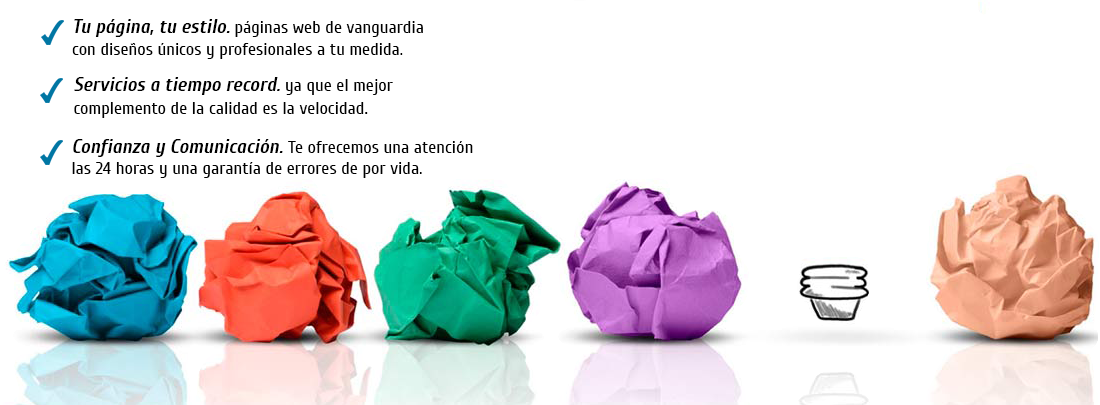 Tu página, tu estilo. páginas web de vanguardia
con diseños únicos y profesionales a tu medida.
Servicios a tiempo record. ya que el mejor
complemento de la calidad es la velocidad.
Confianza y Comunicación. Te ofrecemos una atención
las 24 horas y una garantía de errores de por vida.